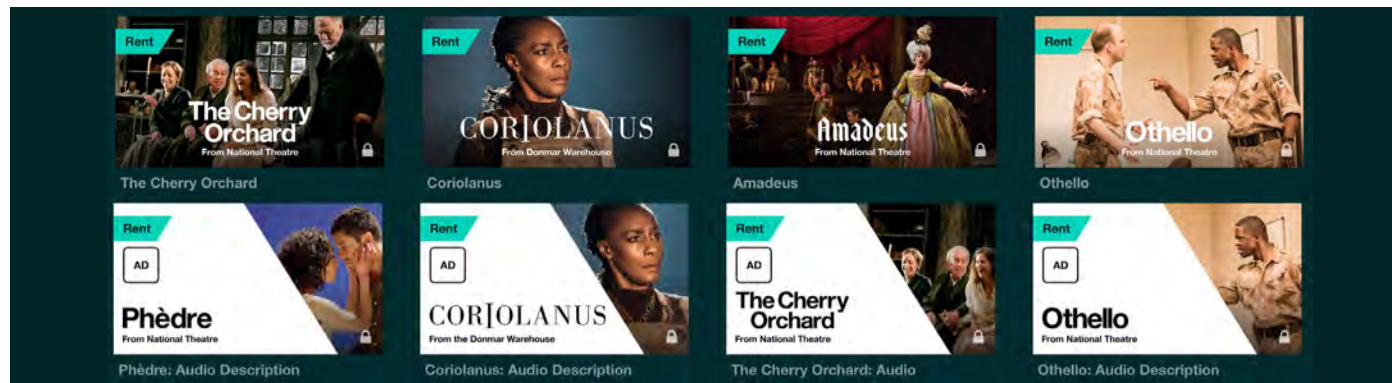 Rent
The Cherry
Orchard
From National Theatre
The Cherry Orchard
Rent
CORIOLANUS
From Donmar Warehouse
Coriolanus
Rent
Amadeus
From National Theatre
Amadeus
Rent
Othello
From National Theatre
Othello
Rent
AD
Phèdre
From National Theatre
Phèdre: Audio Description
Rent
AD
CORIOLANUS
From the Donmar Warehouse
Coriolanus: Audio Description
Rent
AD
The Cherry
Orchard
From National Theatre
The Cherry Orchard: Audio
Rent
AD
Othello
From National Theatre
Othello: Audio Description